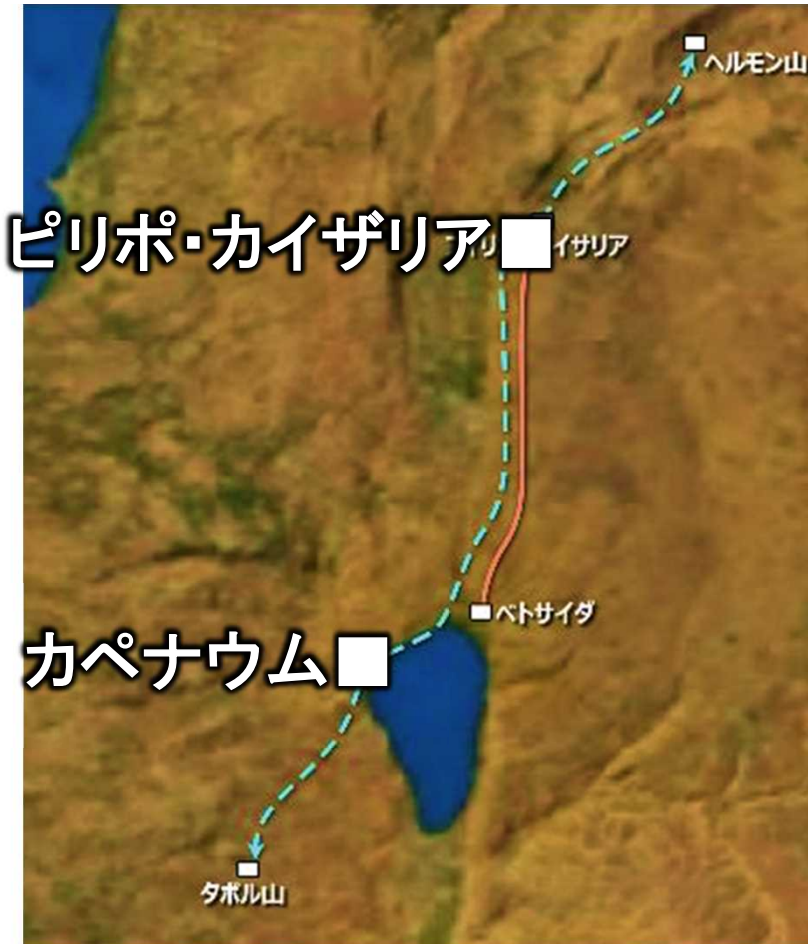 ヘルモン山
ピリポ・カイザリア
イサリア
ベトサイダ
カペナウム
タボル山